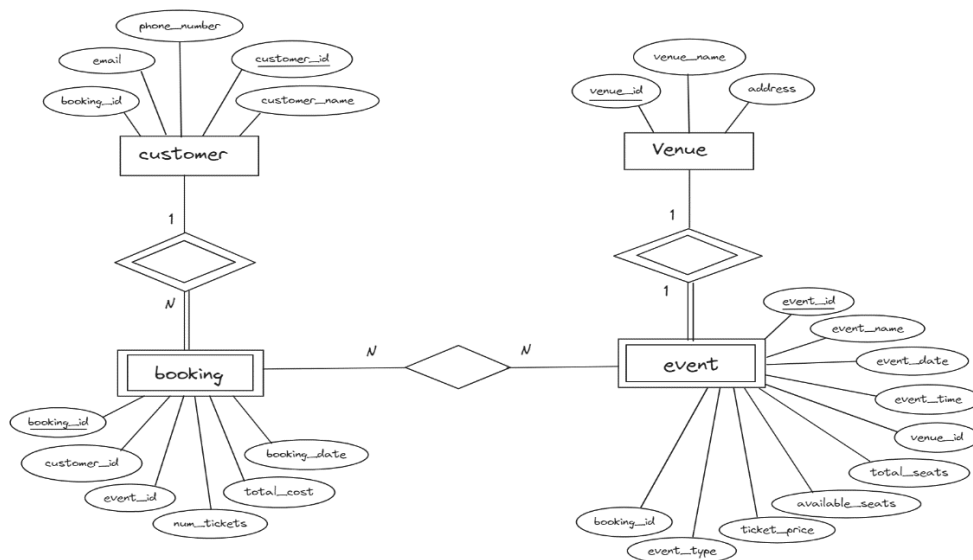 phone_number
email
customer_id
booking_id
customer_name
customer
venue_name
venue_id
address
Venue
1
1
N
1
event_id
event_name
event_date
event_time
venue_id
total_seats
available_seats
ticket_price
event_type
booking_id
event
N
N
booking
booking_id
customer_id
event_id
num_tickets
total_cost
booking_date